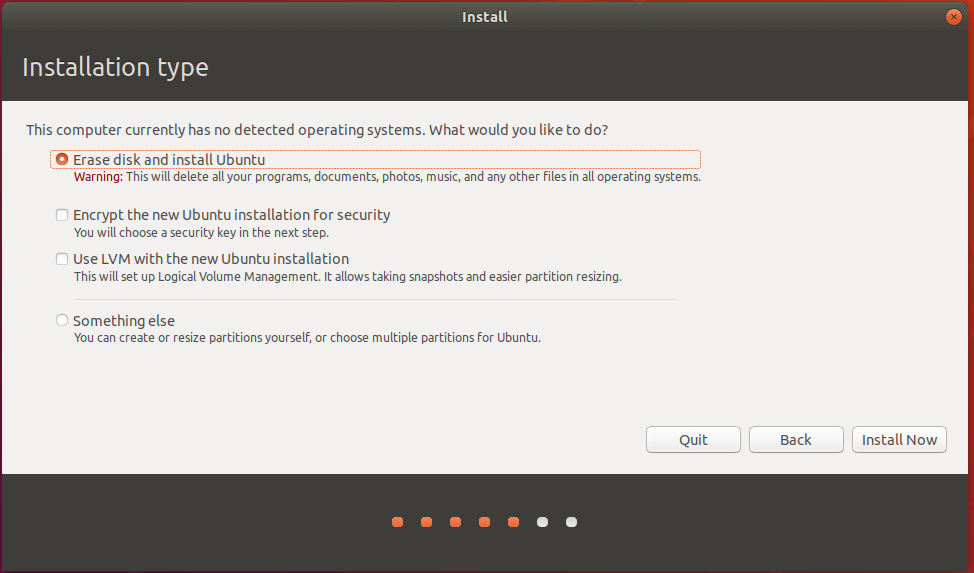 Install
Installation type
This computer currently has no detected operating systems. What would you like to do?
Erase disk and install Ubuntu
Warning: This will delete all your programs, documents, photos, music, and any other files in all operating systems.
Encrypt the new Ubuntu installation for security
You will choose a security key in the next step.
Use LVM with the new Ubuntu installation
This will set up Logical Volume Management. It allows taking snapshots and easier partition resizing.
Something else
You can create or resize partitions yourself, or choose multiple partitions for Ubuntu.
Quit Back Install Now